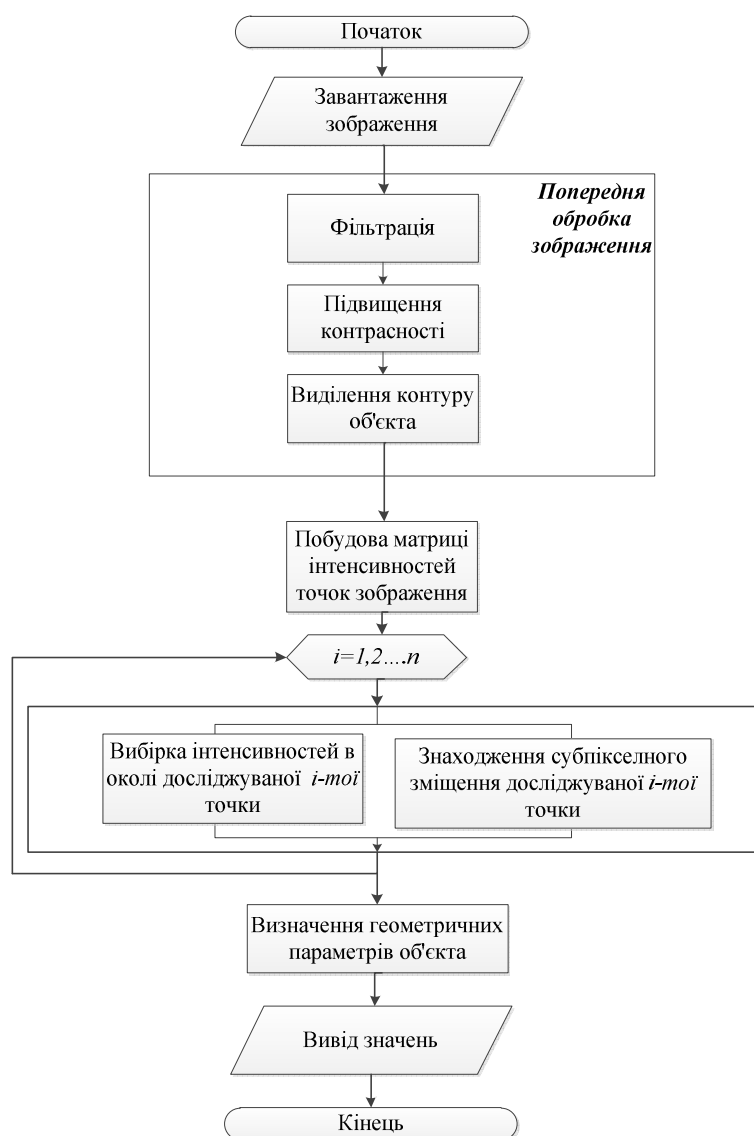 Початок
Завантаження
зображення
Попередня
обробка
зображення
Фільтрація
Підвищення
контрасності
Виділення контуру
об'єкта
Побудова матриці
інтенсивностей
точок зображення
i=1,2….n
Вибірка інтенсивностей в
околі досліджуваної i-тої
точки
Знаходження субпікселного
зміщення досліджуваної i-тої
точки
Визначення геометричних
параметрів об'єкта
Вивід значень
Кінець